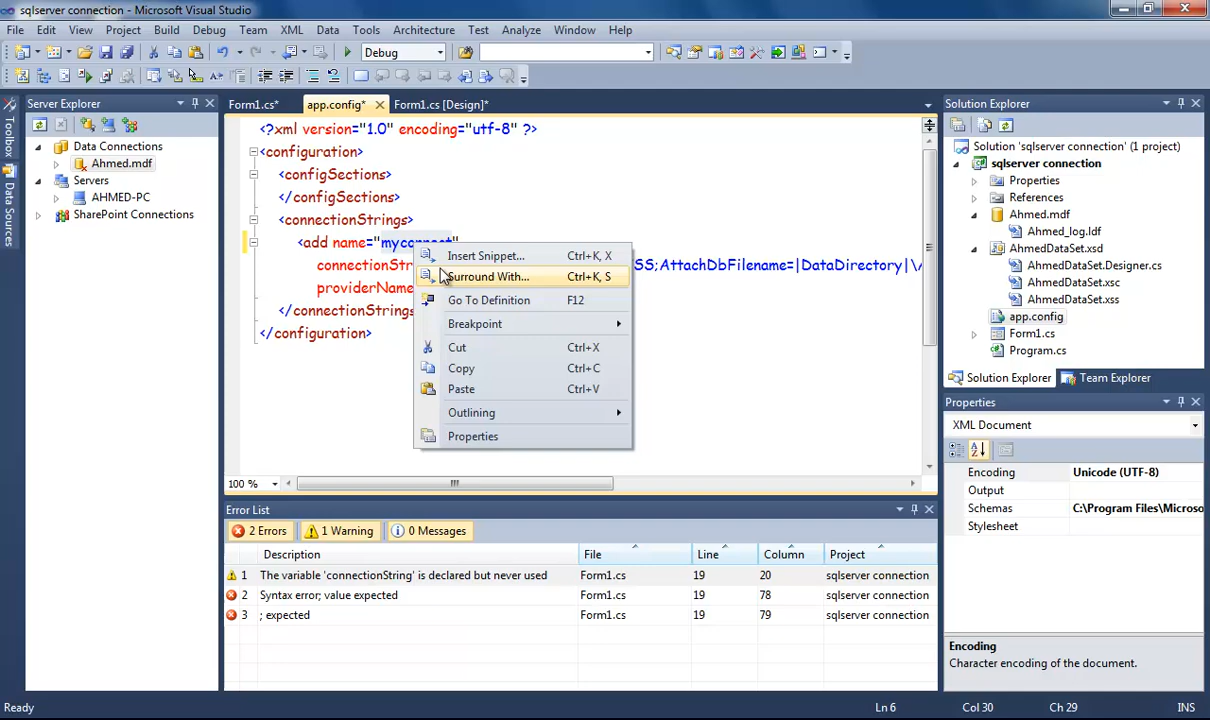 sqlserver connection - Microsoft Visual Studio
File Edit View Project Build Debug Team XML Data Tools Architecture Test Analyze Window Help
Debug
Server Explorer
Toolbox
Data Sources
Data Connections
Ahmed.mdf
Servers
AHMED-PC
SharePoint Connections
Form1.cs* app.config* Form1.cs [Design]*
<?xml version="1.0" encoding="utf-8" ?>
<configuration>
<configSections>
</configSections>
<connectionStrings>
<add name="myconnect"
connectionStr SS;AttachDbFilename=|DataDirectory|\
providerName
</connectionStrings
</configuration>
Insert Snippet... Ctrl+K, X
Surround With... Ctrl+K, S
Go To Definition F12
Breakpoint
Cut Ctrl+X
Copy Ctrl+C
Paste Ctrl+V
Outlining
Properties
100 %
Error List
2 Errors 1 Warning 0 Messages
Description File Line Column Project
1 The variable 'connectionString' is declared but never used Form1.cs 19 20 sqlserver connection
2 Syntax error; value expected Form1.cs 19 78 sqlserver connection
3 ; expected Form1.cs 19 79 sqlserver connection
Solution Explorer
Solution 'sqlserver connection' (1 project)
sqlserver connection
Properties
References
Ahmed.mdf
Ahmed_log.ldf
AhmedDataSet.xsd
AhmedDataSet.Designer.cs
AhmedDataSet.xsc
AhmedDataSet.xss
app.config
Form1.cs
Program.cs
Solution Explorer Team Explorer
Properties
XML Document
Encoding Unicode (UTF-8)
Output
Schemas C:\Program Files\Microso
Stylesheet
Encoding
Character encoding of the document.
Ready Ln 6 Col 30 Ch 29 INS